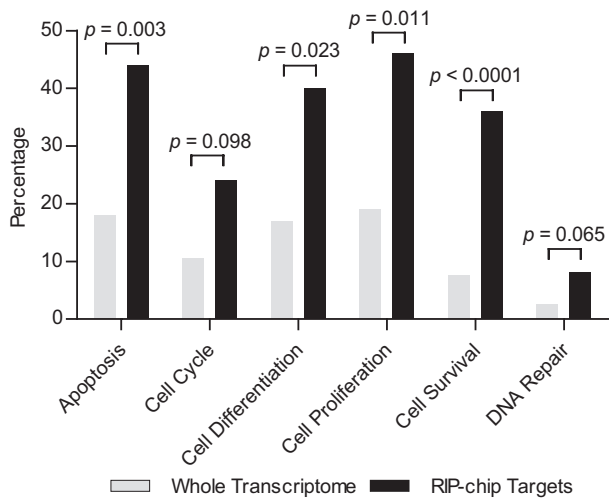 Percentage
50
40
30
20
10
0
p = 0.003
p = 0.098
p = 0.023
p = 0.011
p < 0.0001
p = 0.065
Apoptosis
Cell Cycle
Cell Differentiation
Cell Proliferation
Cell Survival
DNA Repair
Whole Transcriptome
RIP-chip Targets